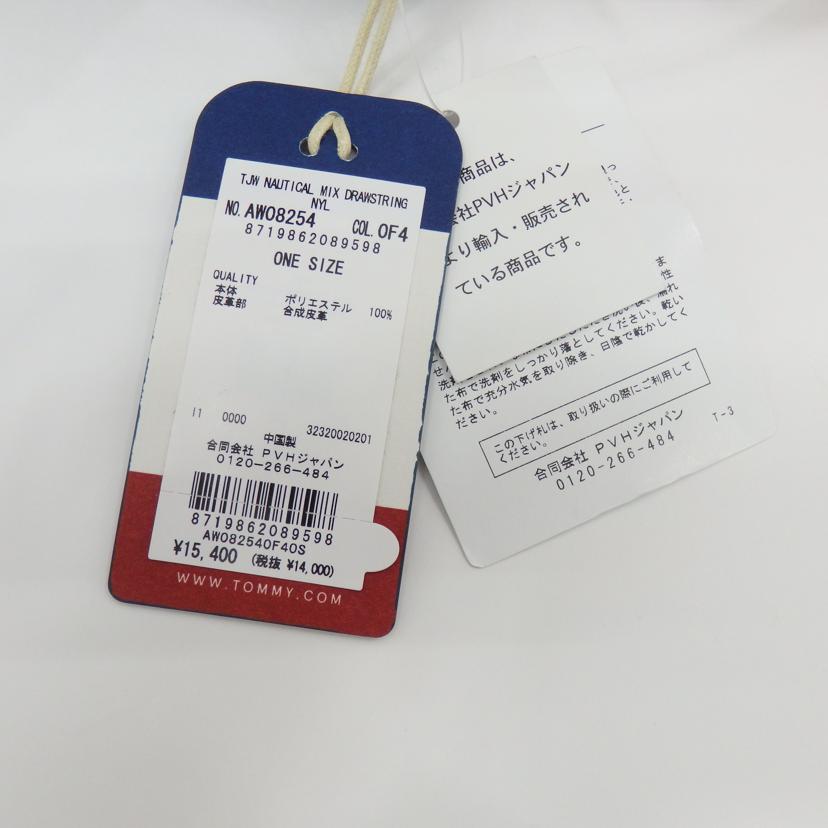 TJW NAUTICAL MIX DRAWSTRING
NYL
NO. AW08254 COL. 0F4
8719862089598
ONE SIZE
QUALITY
本体 ポリエステル 100%
皮革部 合成皮革
I1 0000 32320020201
中国製
合同会社 PVHジャパン
0120-266-484
8719862089598
AW082540F40S
¥15,400 (税抜 ¥14,000)
WWW.TOMMY.COM
商品は、
会社PVHジャパン
より輸入・販売され
ている商品です。
ま
性
た布で洗剤をしっかり落としてください。乾い
た布で充分水気を取り除き、日陰で乾かしてく
ださい。
この下げ札は、取り扱いの際にご利用して
ください。
合同会社 PVHジャパン
0120-266-484
T-3